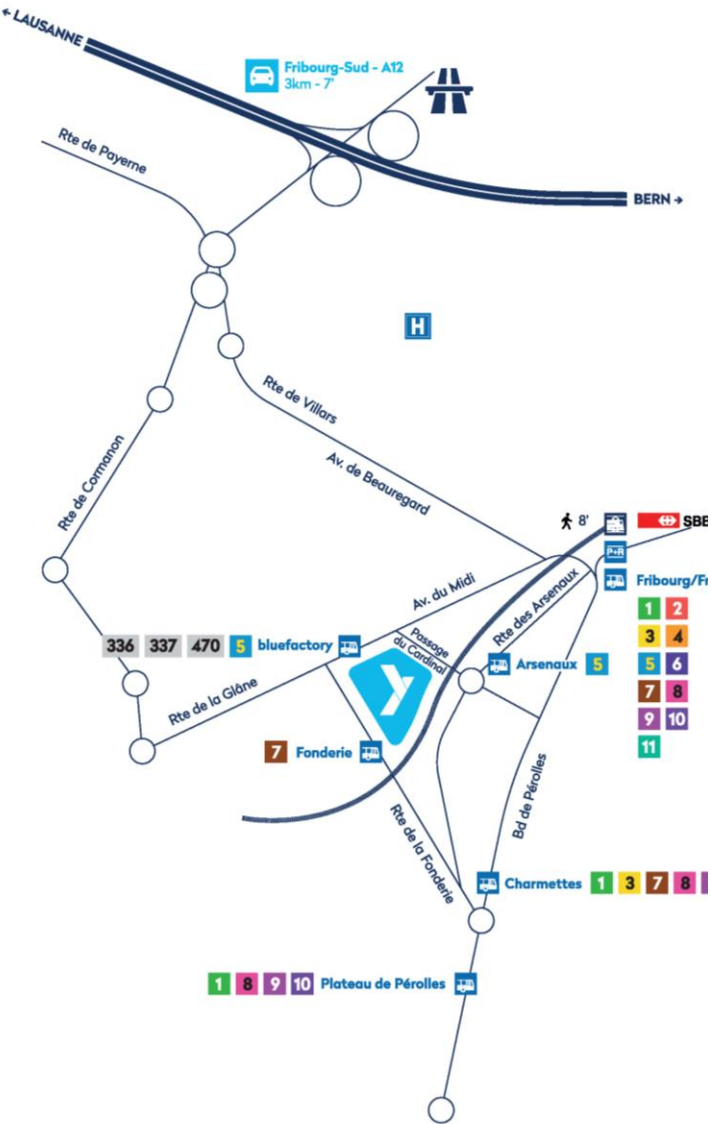 ← LAUSANNE
Fribourg-Sud - A12
3km - 7'
Rte de Payerne
BERN →
H
Rte de Villars
Av. de Beauregard
Rte de Cormanon
8'
SBB
P+R
Fribourg/Fr
1 2
3 4
5 6
7 8
9 10
11
Av. du Midi
Rte des Arsenaux
336 337 470 5 bluefactory
Passage
du Cardinal
Arsenaux 5
Rte de la Glâne
7 Fonderie
Bd de Pérolles
Rte de la Fonderie
Charmettes 1 3 7 8
1 8 9 10 Plateau de Pérolles